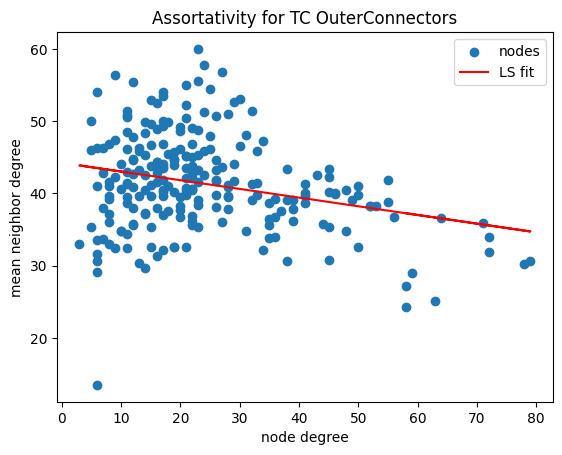 Assortativity for TC OuterConnectors
nodes
LS fit
mean neighbor degree
60
50
40
30
20
0 10 20 30 40 50 60 70 80
node degree